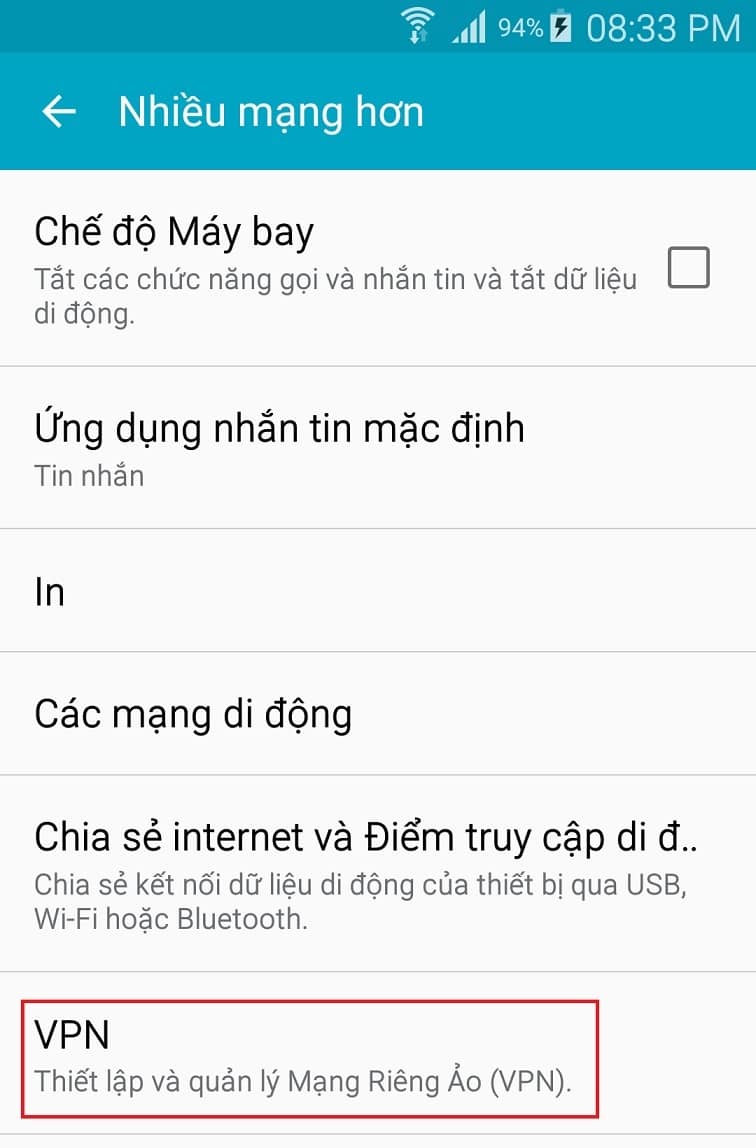 94% 08:33 PM
Nhiều mạng hơn
Chế độ Máy bay
Tắt các chức năng gọi và nhắn tin và tắt dữ liệu
di động.
Ứng dụng nhắn tin mặc định
Tin nhắn
In
Các mạng di động
Chia sẻ internet và Điểm truy cập di đ..
Chia sẻ kết nối dữ liệu di động của thiết bị qua USB,
Wi-Fi hoặc Bluetooth.
VPN
Thiết lập và quản lý Mạng Riêng Ảo (VPN).